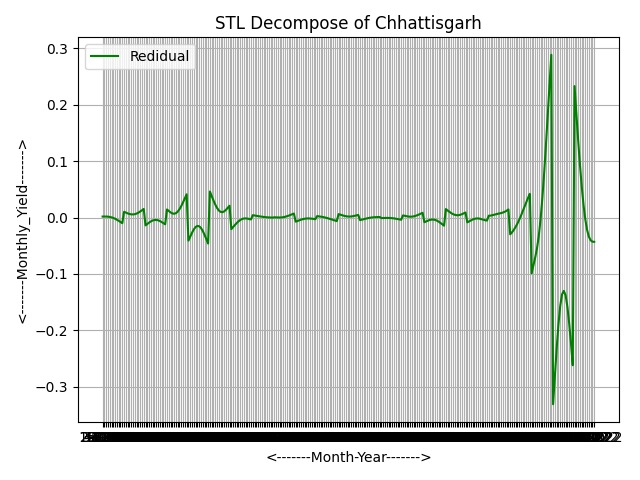 STL Decompose of Chhattisgarh
Redidual
0.3
0.2
0.1
0.0
−0.1
−0.2
−0.3
<-------Monthly_Yield------->
<-------Month-Year------->